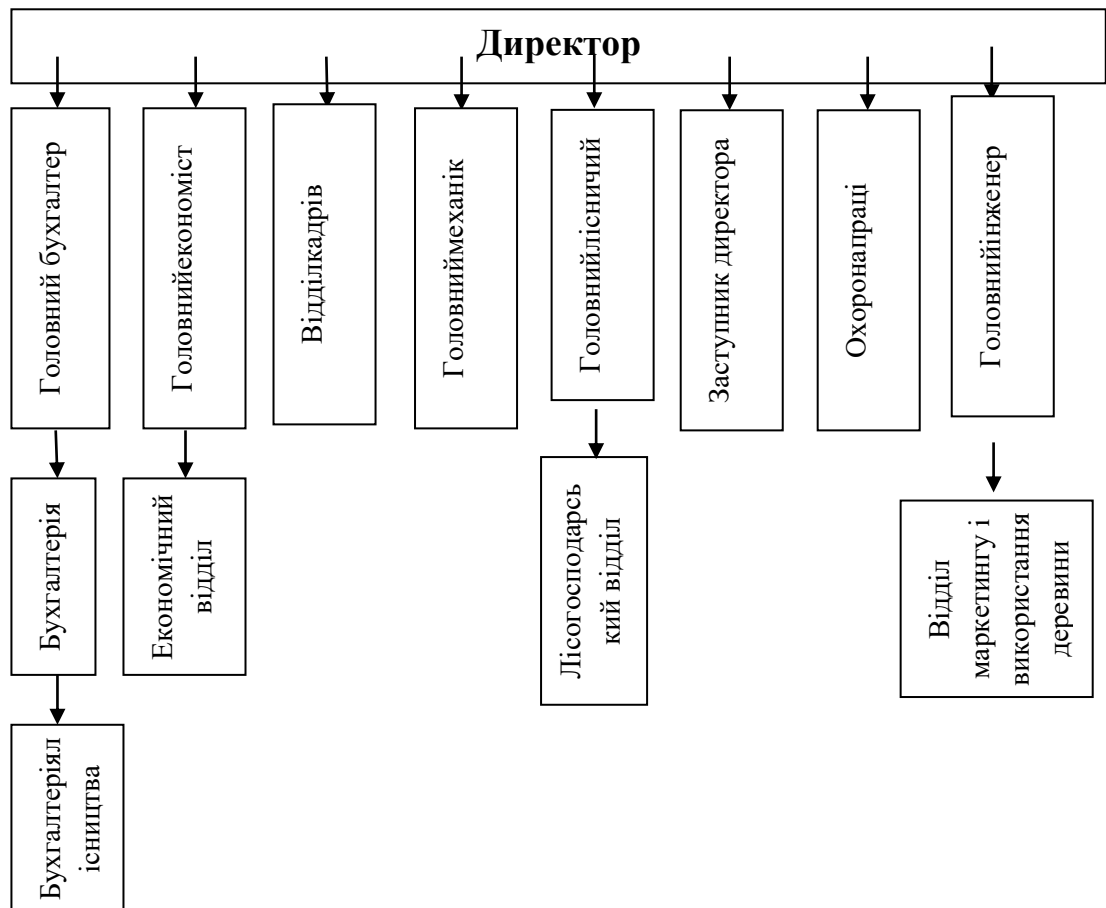 Директор
Головний бухгалтер
Головнийекономіст
Відділкадрів
Головниймеханік
Головнийлісничий
Заступник директора
Охоронапраці
Головнийінженер
Бухгалтерія
Економічний
відділ
Лісогосподарсь
кий відділ
Відділ
маркетингу і
використання
деревини
Бухгалтеріял
ісництва